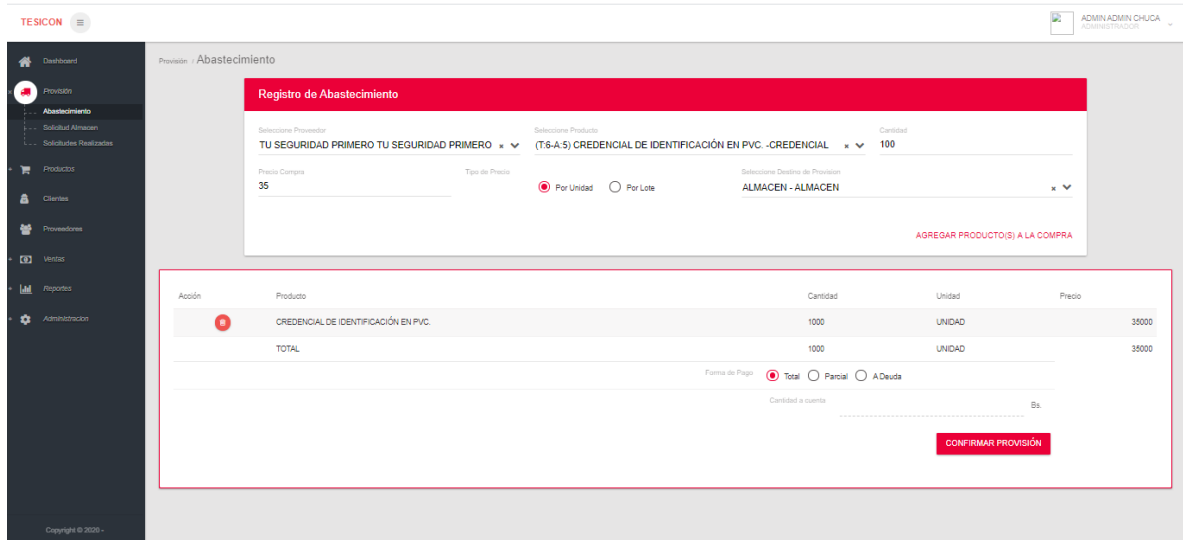 TESICON
ADMIN ADMIN CHUCA
ADMINISTRADOR
Dashboard
Provisión
Abastecimiento
Solicitud Almacen
Solicitudes Realizadas
Productos
Clientes
Proveedores
Ventas
Reportes
Administracion
Copyright © 2020 -
Provisión / Abastecimiento
Registro de Abastecimiento
Seleccione Proveedor
TU SEGURIDAD PRIMERO TU SEGURIDAD PRIMERO ×
Seleccione Producto
(T:6-A:5) CREDENCIAL DE IDENTIFICACIÓN EN PVC. -CREDENCIAL ×
Cantidad
100
Precio Compra
35
Tipo de Precio
Por Unidad Por Lote
Seleccione Destino de Provision
ALMACEN - ALMACEN ×
AGREGAR PRODUCTO(S) A LA COMPRA
Acción Producto Cantidad Unidad Precio
CREDENCIAL DE IDENTIFICACIÓN EN PVC. 1000 UNIDAD 35000
TOTAL 1000 UNIDAD 35000
Forma de Pago Total Parcial A Deuda
Cantidad a cuenta Bs.
CONFIRMAR PROVISIÓN